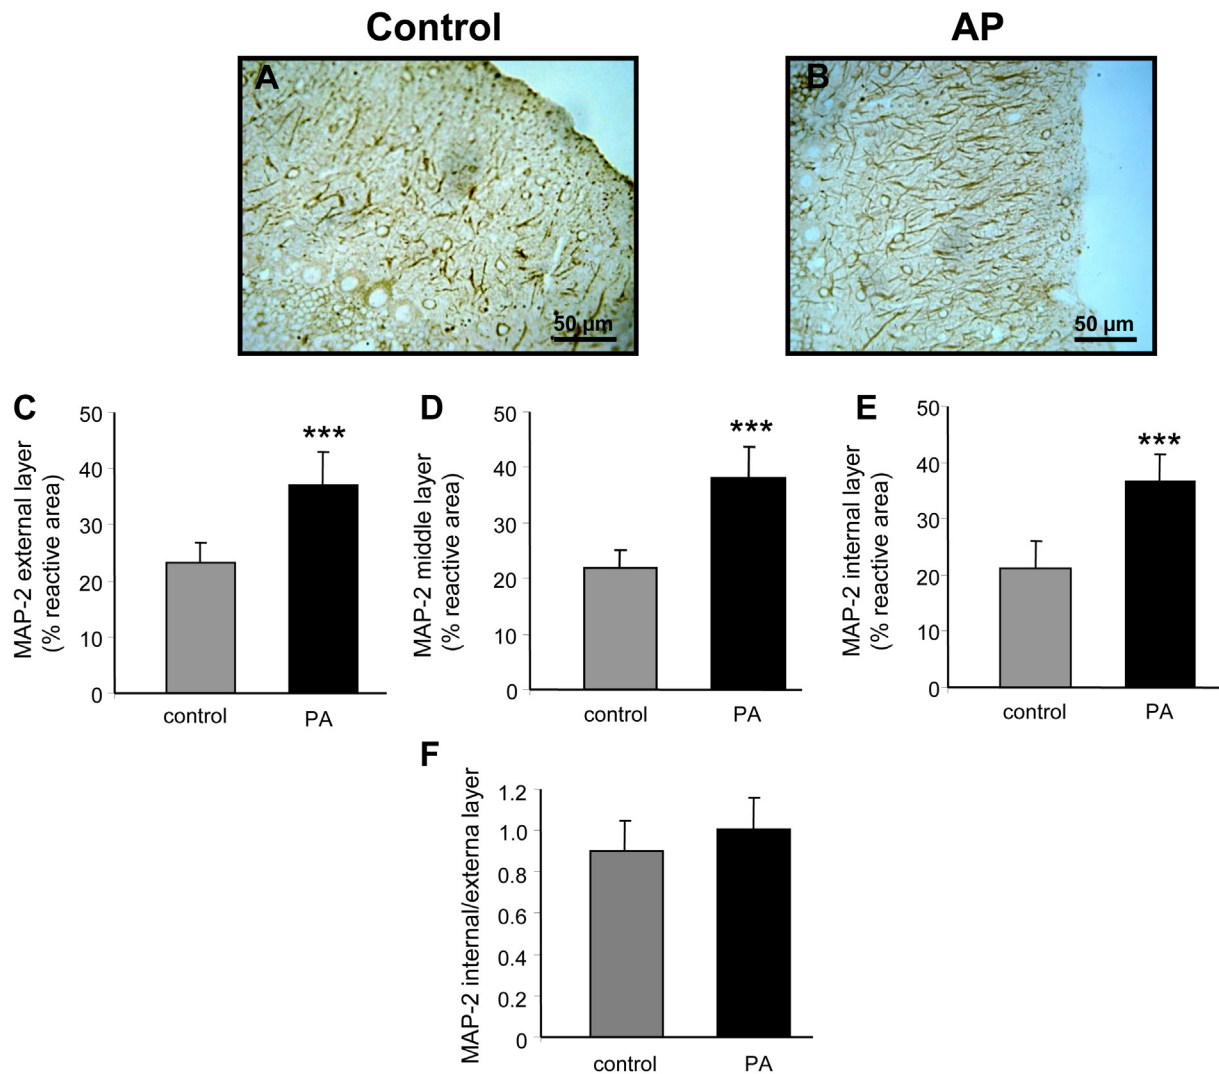 Control
AP
A
B
50 µm
50 µm
C
MAP-2 external layer
(% reactive area)
50
40
30
20
10
0
***
control
PA
D
MAP-2 middle layer
(% reactive area)
50
40
30
20
10
0
***
control
PA
E
MAP-2 internal layer
(% reactive area)
50
40
30
20
10
0
***
control
PA
F
MAP-2 internal/externa layer
1.2
1.0
0.8
0.6
0.4
0.2
0
control
PA